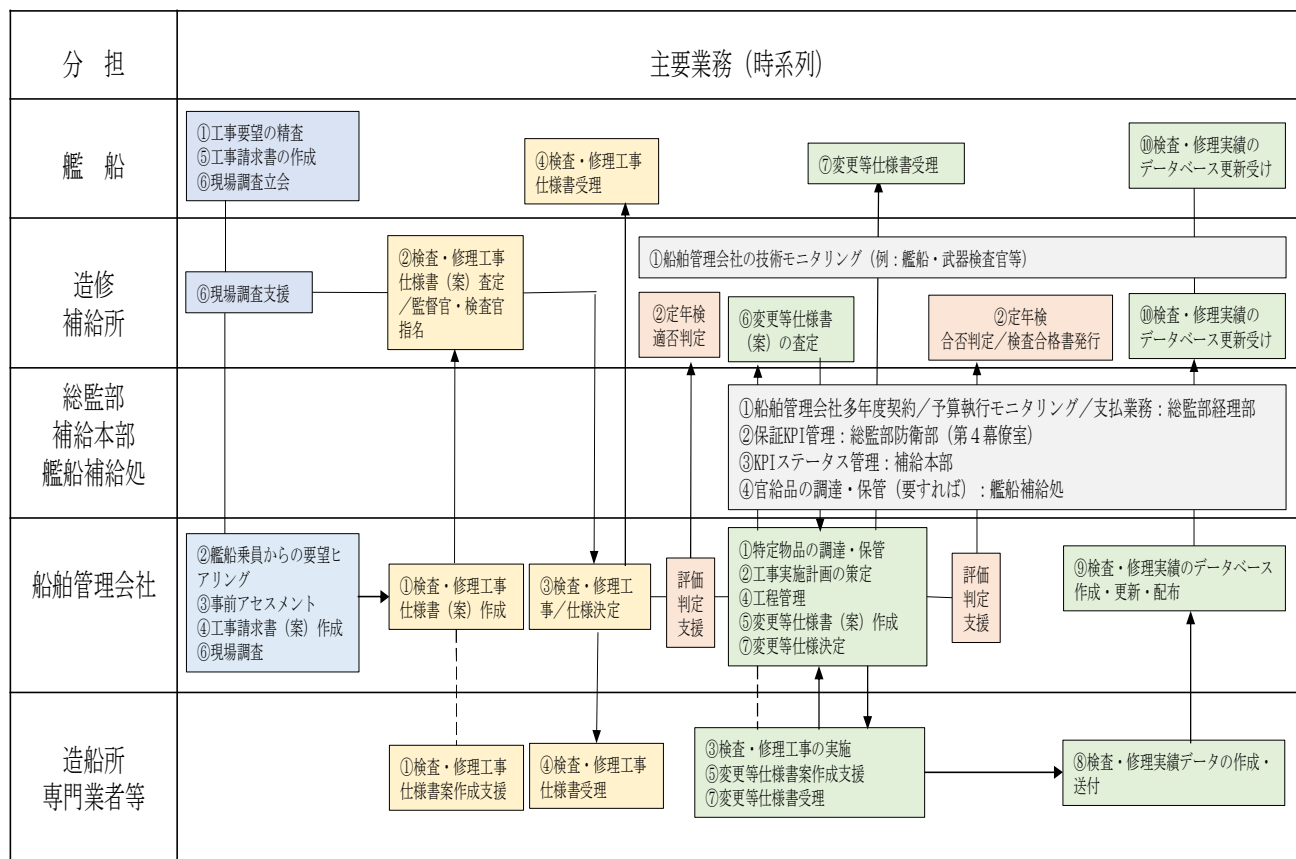 分　担
主要業務（時系列）
艦　船
①工事要望の精査
⑤工事請求書の作成
⑥現場調査立会
④検査・修理工事
仕様書受理
⑦変更等仕様書受理
⑩検査・修理実績の
データベース更新受け
造修
補給所
⑥現場調査支援
②検査・修理工事
仕様書（案）査定
／監督官・検査官
指名
①船舶管理会社の技術モニタリング（例：艦船・武器検査官等）
②定年検
適否判定
⑥変更等仕様書
（案）の査定
②定年検
合否判定／検査合格書発行
⑩検査・修理実績の
データベース更新受け
総監部
補給本部
艦船補給処
①船舶管理会社多年度契約／予算執行モニタリング／支払業務：総監部経理部
②保証KPI管理：総監部防衛部（第４幕僚室）
③KPIステータス管理：補給本部
④官給品の調達・保管（要すれば）：艦船補給処
船舶管理会社
②艦船乗員からの要望ヒ
アリング
③事前アセスメント
④工事請求書（案）作成
⑥現場調査
①検査・修理工事
仕様書（案）作成
③検査・修理工
事/仕様決定
評価
判定
支援
①特定物品の調達・保管
②工事実施計画の策定
④工程管理
⑤変更等仕様書（案）作成
⑦変更等仕様決定
評価
判定
支援
⑨検査・修理実績のデータベース
作成・更新・配布
造船所
専門業者等
①検査・修理工事
仕様書案作成支援
④検査・修理工事
仕様書受理
③検査・修理工事の実施
⑤変更等仕様書案作成支援
⑦変更等仕様書受理
⑧検査・修理実績データの作成・
送付